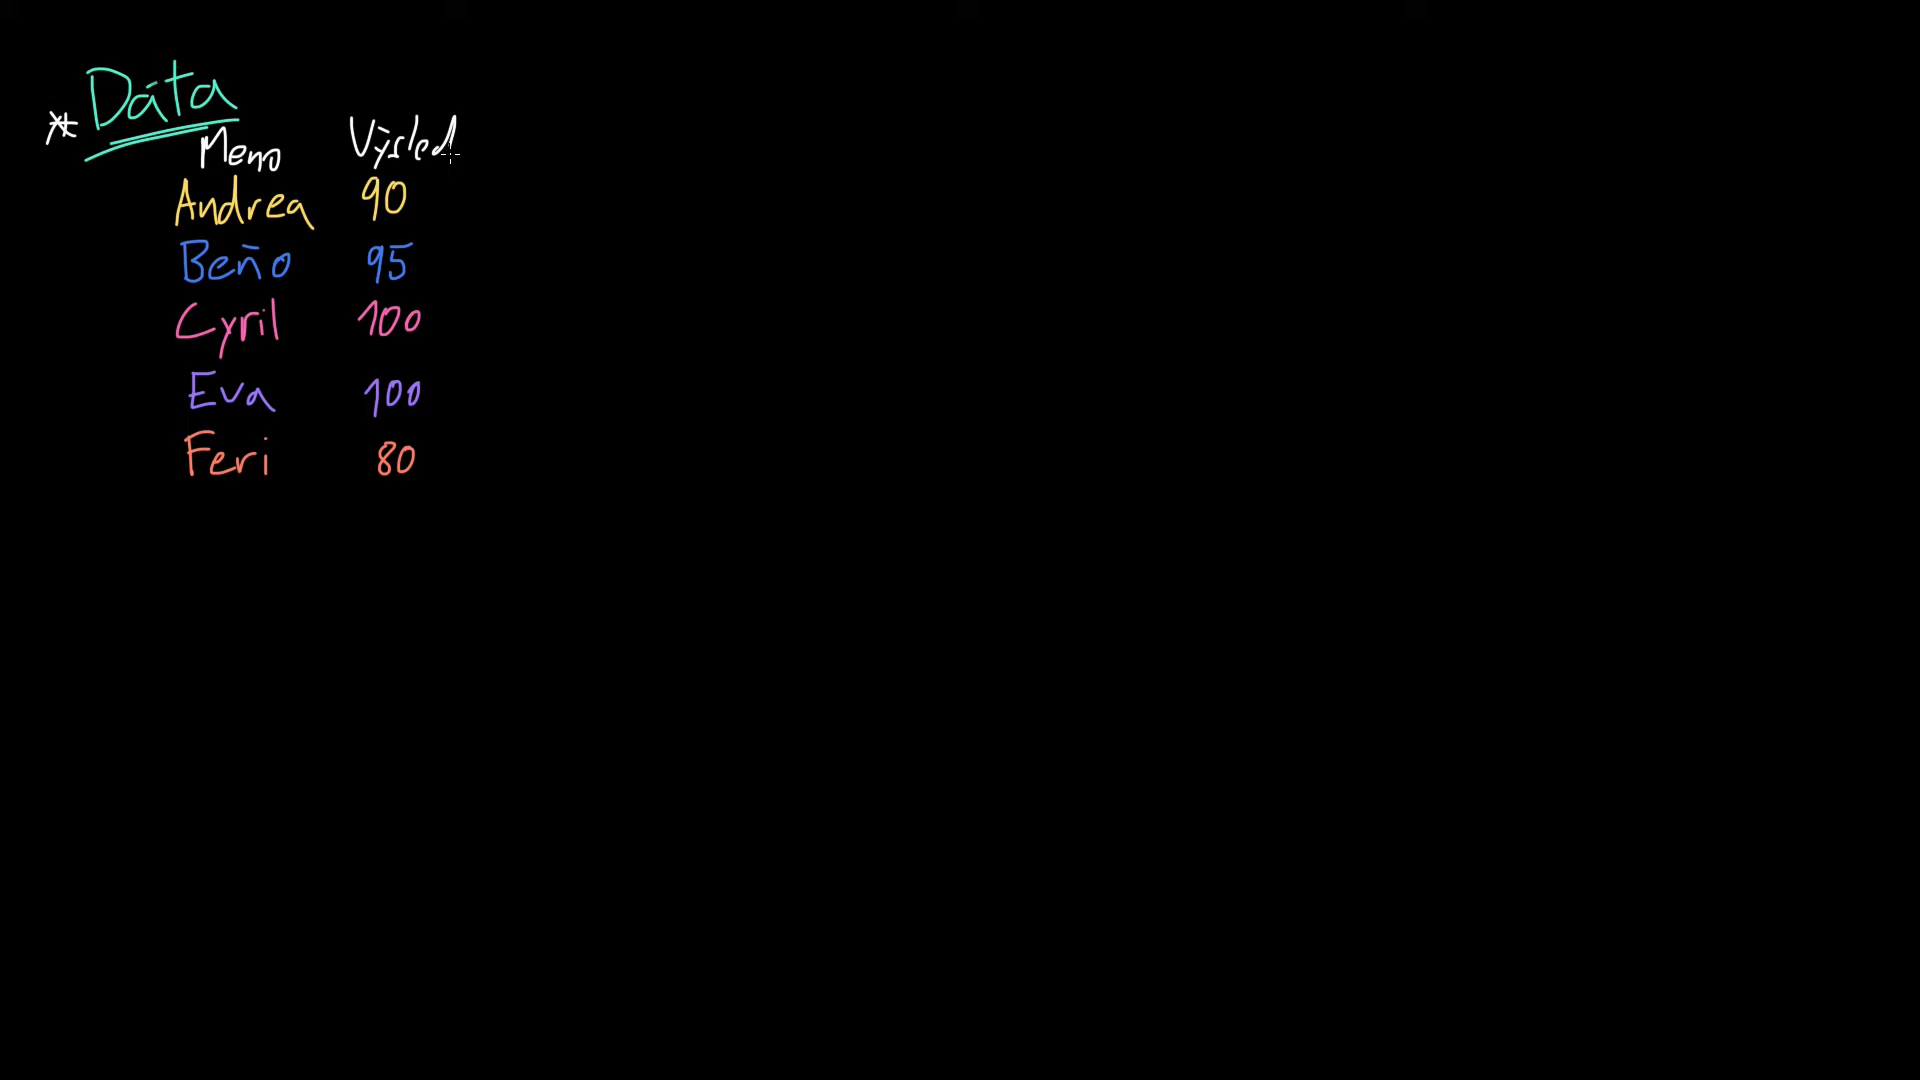 * Dáta
Meno Výsled
Andrea 90
Beňo 95
Cyril 100
Eva 100
Feri 80